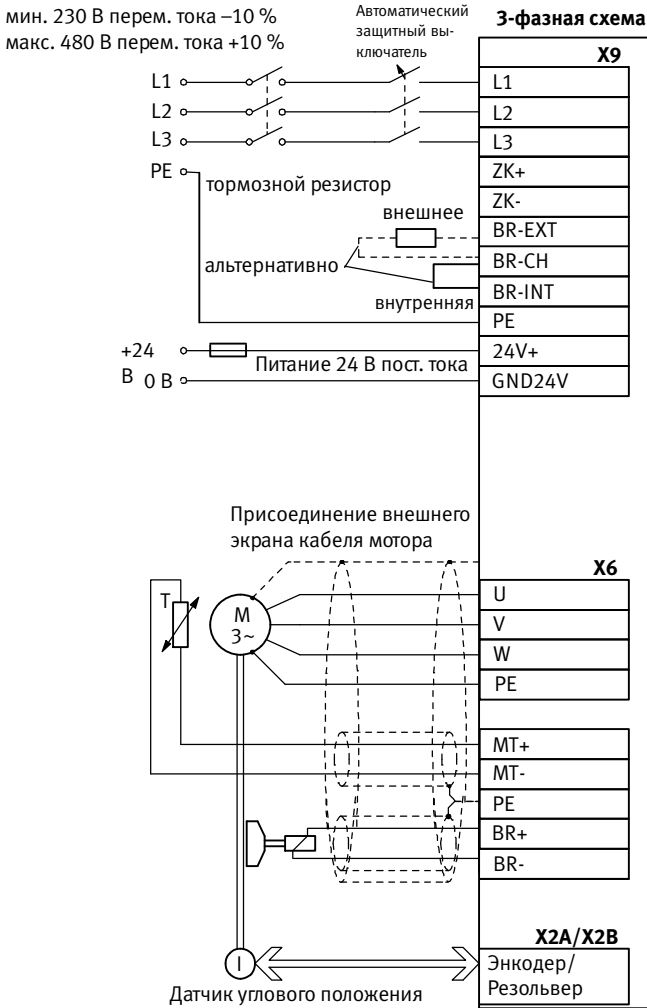 мин. 230 В перем. тока –10 %
макс. 480 В перем. тока +10 %
Автоматический
защитный вы-
ключатель
3-фазная схема
X9
L1
L1
L2
L2
L3
L3
PE
ZK+
тормозной резистор
ZK-
внешнее
BR-EXT
альтернативно
BR-CH
BR-INT
внутренняя
PE
+24
В
0 В
Питание 24 В пост. тока
24V+
GND24V
Присоединение внешнего
экрана кабеля мотора
X6
T
M
3~
U
V
W
PE
MT+
MT-
PE
BR+
BR-
X2A/X2B
I
Энкодер/
Резольвер
Датчик углового положения